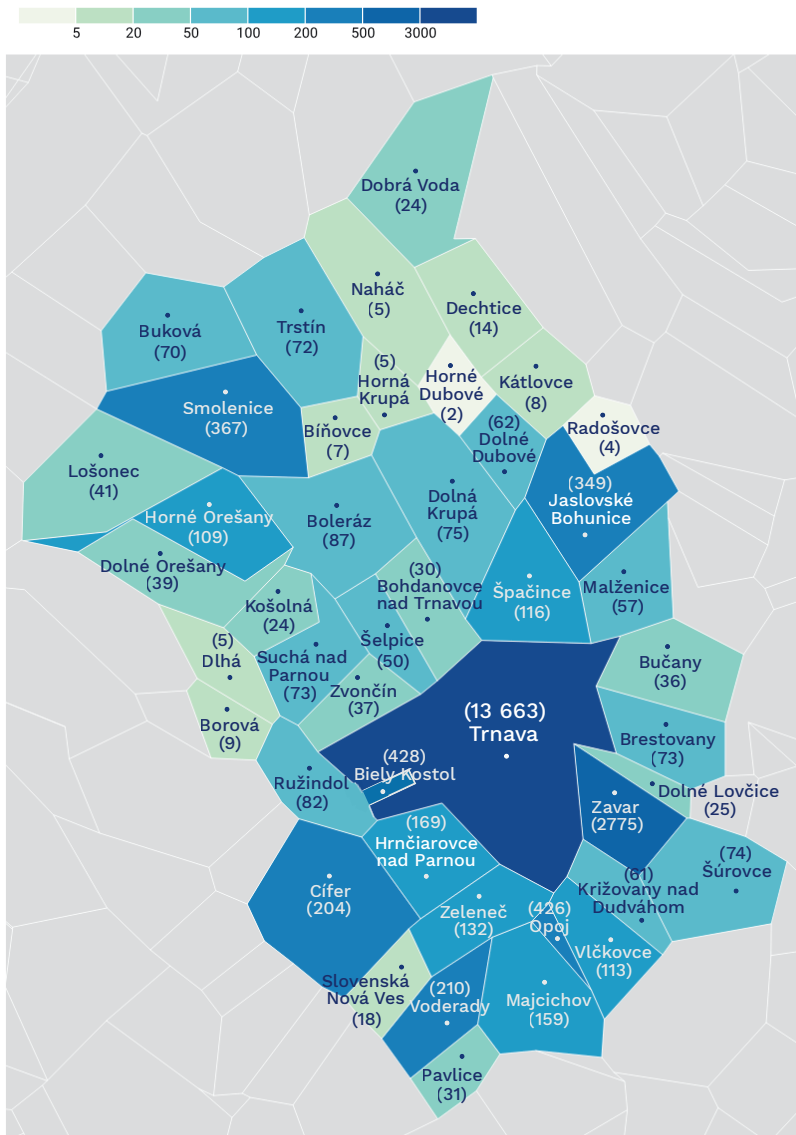 5 20 50 100 200 500 3000
Dobrá Voda
(24)
Naháč
(5)
Dechtice
(14)
Buková
(70)
Trstín
(72)
(5)
Horná
Krupá
Horné
Dubové
(2)
Kátlovce
(8)
Smolenice
(367)
Bíňovce
(7)
(62)
Dolné
Dubové
Radošovce
(4)
Lošonec
(41)
Horné Orešany
(109)
Boleráz
(87)
Dolná
Krupá
(75)
(349)
Jaslovské
Bohunice
Dolné Orešany
(39)
Košolná
(24)
(30)
Bohdanovce
nad Trnavou
Špačince
(116)
Malženice
(57)
(5)
Dlhá
Suchá nad
Parnou
(73)
Šelpice
(50)
Zvončín
(37)
Bučany
(36)
Borová
(9)
(13 663)
Trnava
Brestovany
(73)
Ružindol
(82)
(428)
Biely Kostol
Zavar
(2775)
Dolné Lovčice
(25)
(169)
Hrnčiarovce
nad Parnou
(61)
Križovany nad
Dudváhom
(74)
Šúrovce
Cífer
(204)
Zeleneč
(132)
(426)
Opoj
Vlčkovce
(113)
Slovenská
Nová Ves
(18)
(210)
Voderady
Majcichov
(159)
Pavlice
(31)